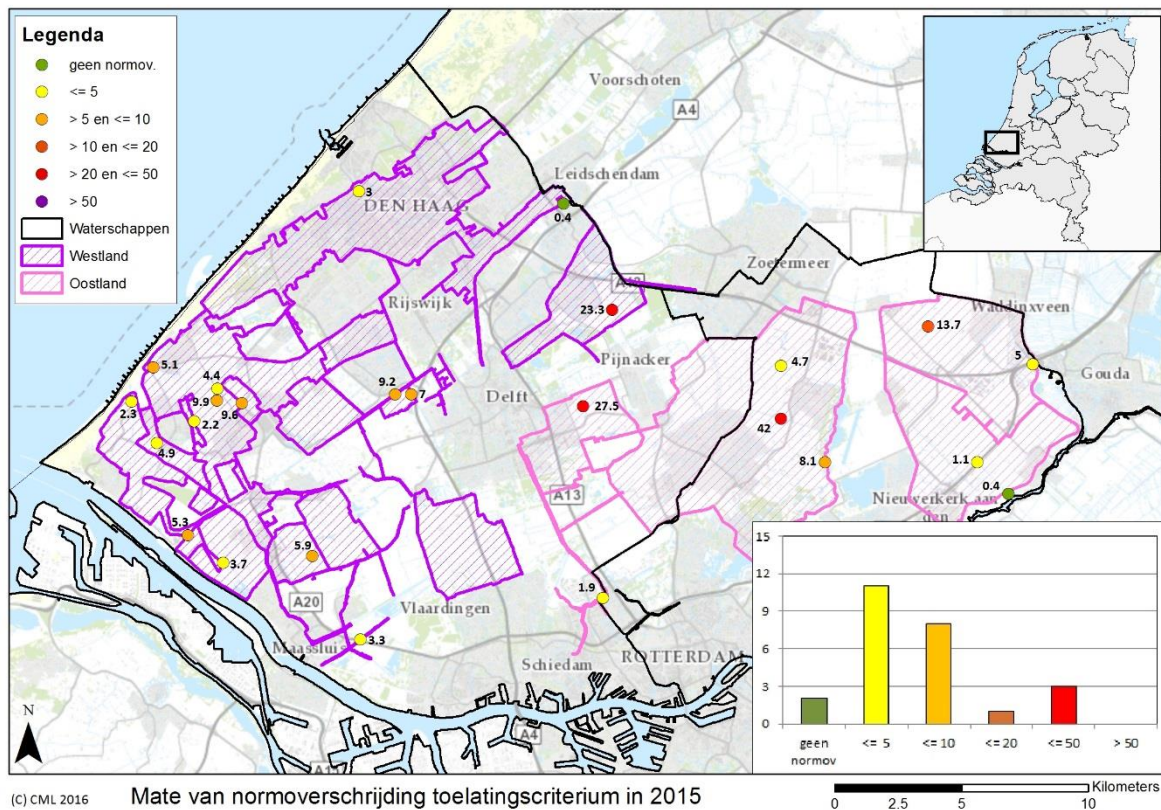 Legenda
geen normov.
<= 5
> 5 en <= 10
> 10 en <= 20
> 20 en <= 50
> 50
Waterschappen
Westland
Oostland
Voorschoten
A4
Leidschendam
3
DEN HAAG
0.4
Zoetermeer
Rijswijk
23.3
Waddinxveen
13.7
5.1
Pijnacker
4.7
5
Gouda
4.4
9.2
7
Delft
9.9
9.6
27.5
2.3
2.2
42
4.9
8.1
1.1
0.4
A13
Nieuwerkerk aan
den
5.3
5.9
3.7
A20
1.9
Vlaardingen
3.3
Maassluis
Schiedam
ROTTERDAM
A4
N
15
12
9
6
3
0
geen
normov
<= 5
<= 10
<=20
<=50
> 50
(C) CML 2016
Mate van normoverschrijding toelatingscriterium in 2015
Kilometers
0
2.5
5
10